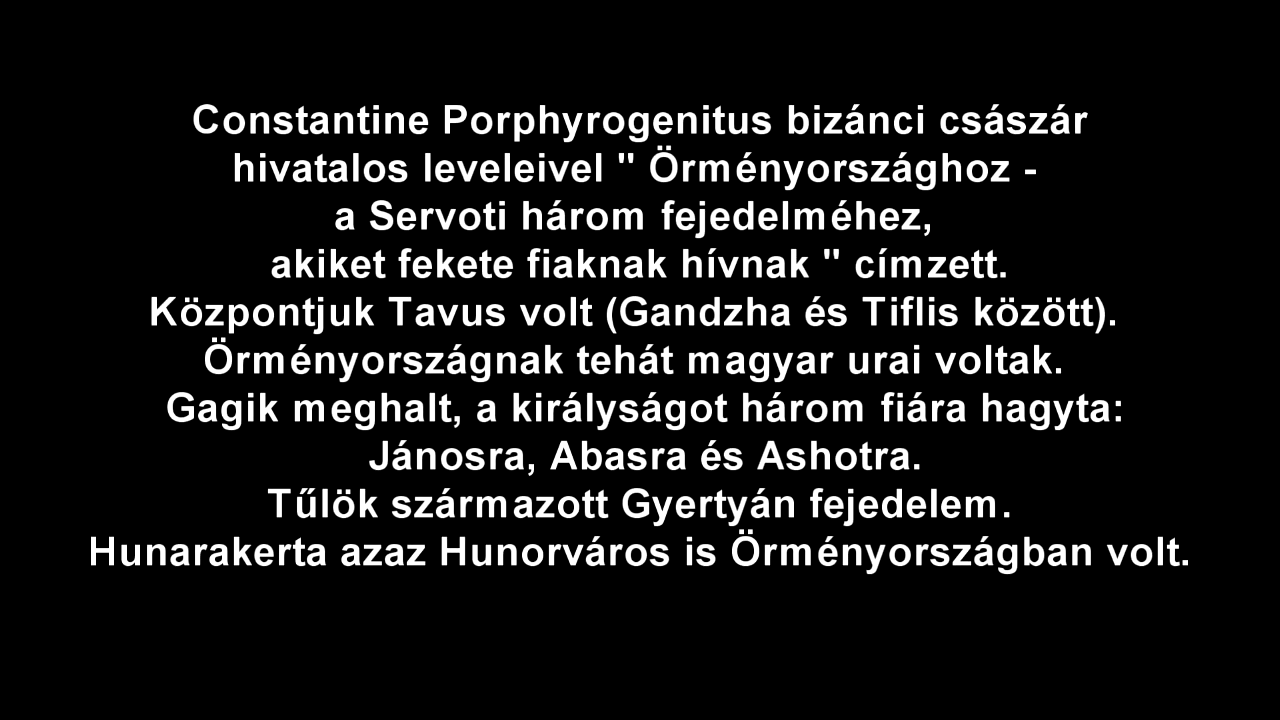 Constantine Porphyrogenitus bizánci császár
hivatalos leveleivel " Örményországhoz -
a Servoti három fejedelméhez,
akiket fekete fiaknak hívnak " címzett.
Központjuk Tavus volt (Gandzha és Tiflis között).
Örményországnak tehát magyar urai voltak.
Gagik meghalt, a királyságot három fiára hagyta:
Jánosra, Abasra és Ashotra.
Tűlök származott Gyertyán fejedelem.
Hunarakerta azaz Hunorváros is Örményországban volt.